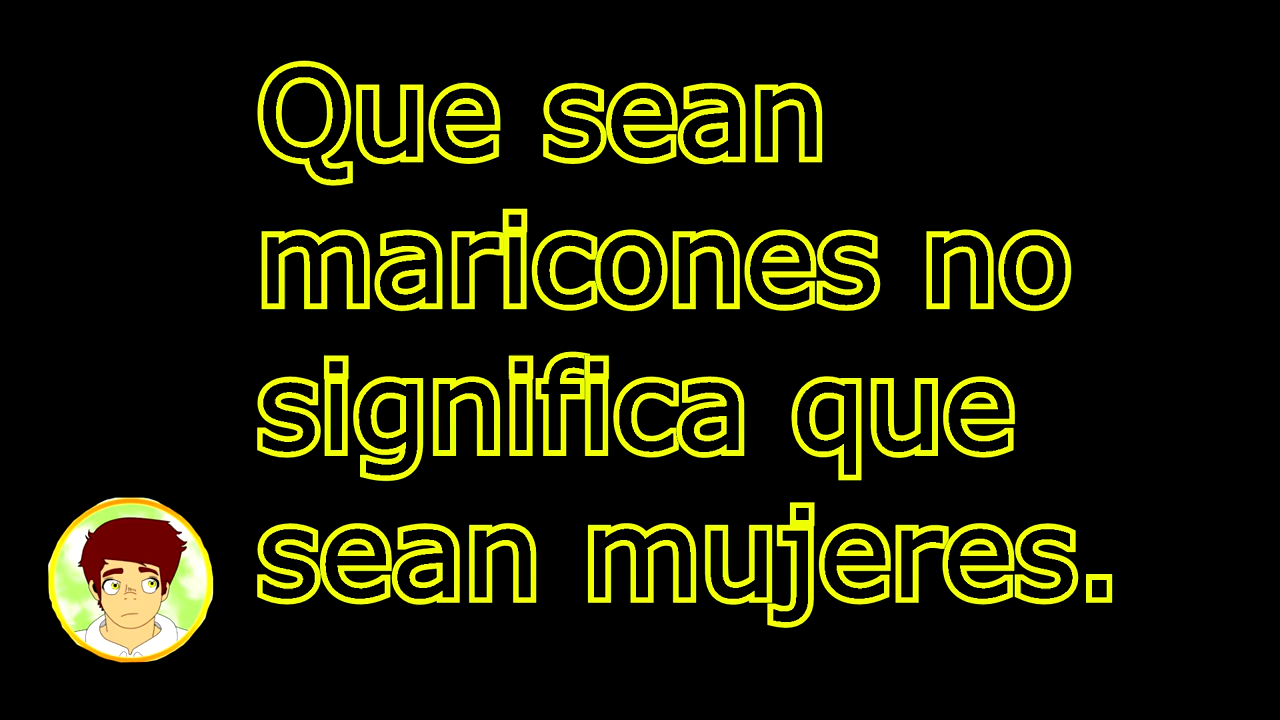 Que sean
maricones no
significa que
sean mujeres.